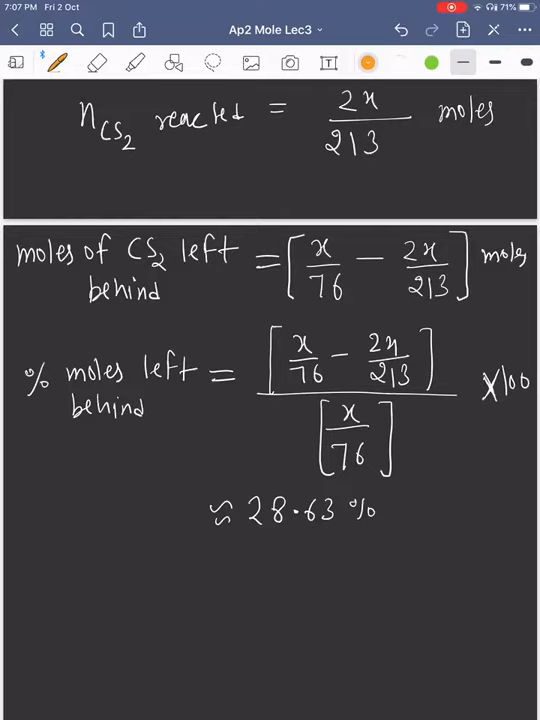 7:07 PM Fri 2 Oct 71%
Ap2 Mole Lec3
T
n CS₂ reacted = 2x/213 moles
moles of CS₂ left behind = [x/76 − 2x/213] moles
% moles left behind = [x/76 − 2x/213] / [x/76] ×100
≈ 28.63 %